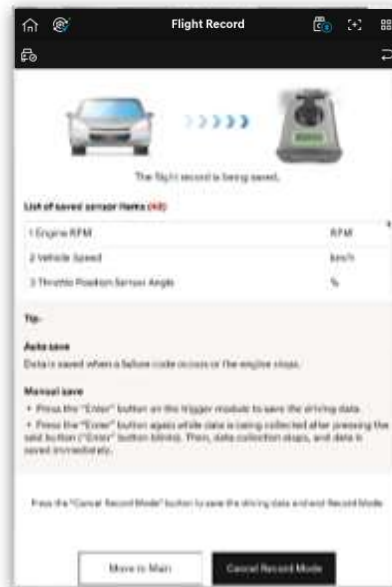 Flight Record
The flight record is being saved.
List of saved sensor items
1 Engine RPM RPM
2 Vehicle Speed km/h
3 Throttle Position Sensor Angle %
Tip.
Auto save
Data is saved when a failure code occurs or the engine stops.
Manual save
• Press the "Enter" button on the trigger module to save the driving data.
• Press the "Enter" button again while data is being collected after pressing the
said button ("Enter" button blinks). Then, data collection stops, and data is
saved immediately.
Press the "Cancel Record Mode" button to save the driving data and end Record Mode
Move to Main
Cancel Record Mode